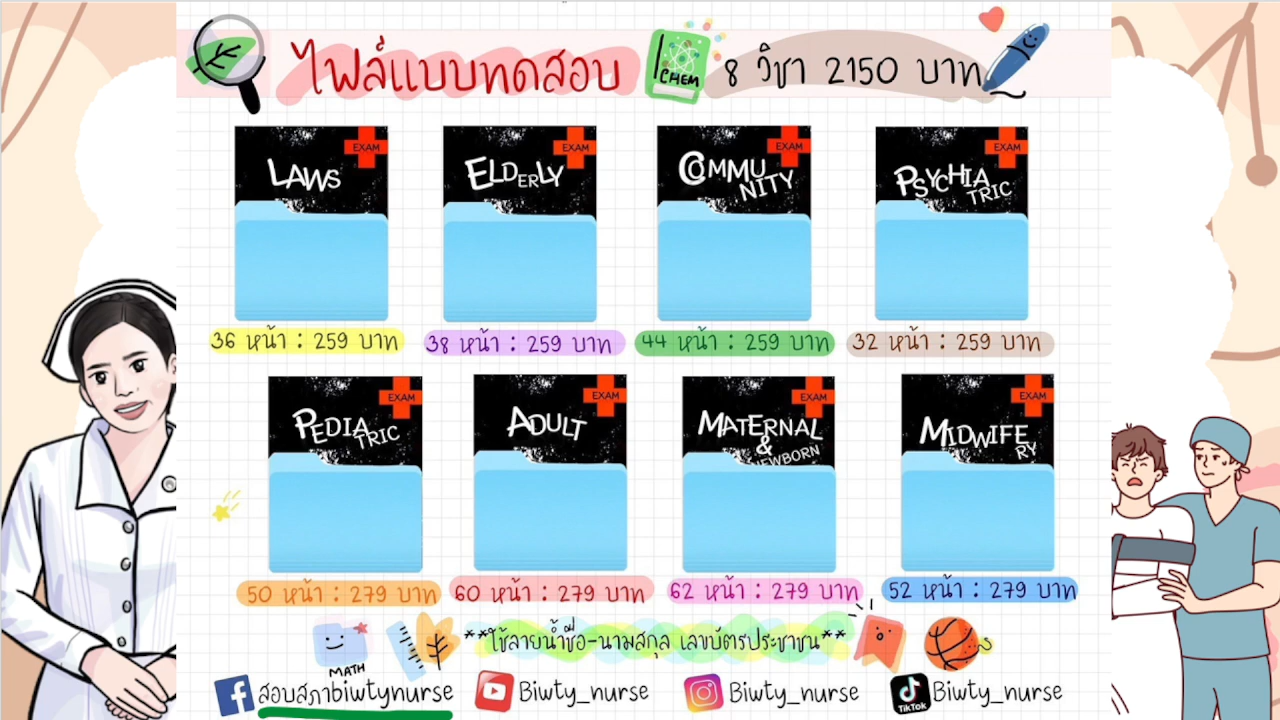 ไฟล์แบบทดสอบ CHEM 8 วิชา 2150 บาท
EXAM EXAM EXAM EXAM
LAWS ELDERLY COMMUNITY PSYCHIATRIC
36 หน้า : 259 บาท 38 หน้า : 259 บาท 44 หน้า : 259 บาท 32 หน้า : 259 บาท
EXAM EXAM EXAM EXAM
PEDIATRIC ADULT MATERNAL & NEWBORN MIDWIFERY
50 หน้า : 279 บาท 60 หน้า : 279 บาท 62 หน้า : 279 บาท 52 หน้า : 279 บาท
**ใช้ลายน้ำชื่อ-นามสกุล เลขบัตรประชาชน**
MATH
สอบสภาbiwtynurse Biwty_nurse Biwty_nurse TikTok Biwty_nurse